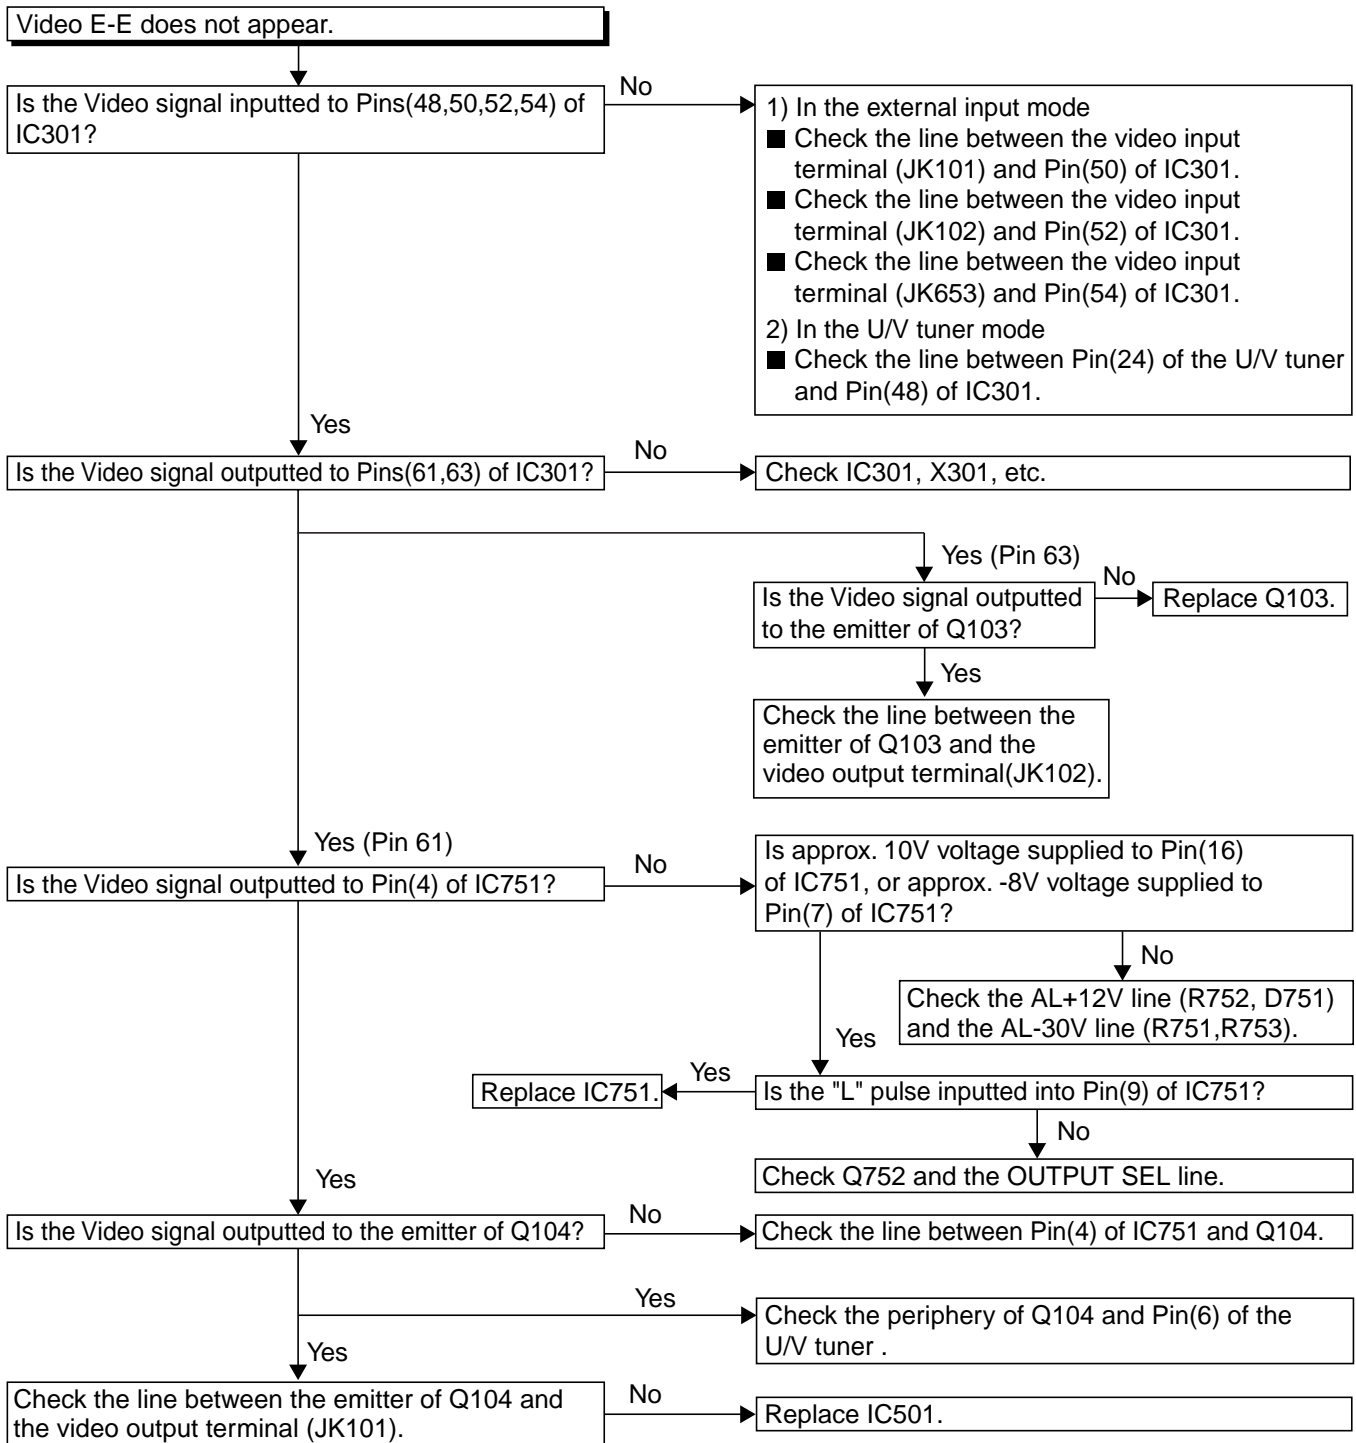 Video E-E does not appear.
Is the Video signal inputted to Pins(48,50,52,54) of
IC301?
No
1) In the external input mode
■ Check the line between the video input
terminal (JK101) and Pin(50) of IC301.
■ Check the line between the video input
terminal (JK102) and Pin(52) of IC301.
■ Check the line between the video input
terminal (JK653) and Pin(54) of IC301.
2) In the U/V tuner mode
■ Check the line between Pin(24) of the U/V tuner
and Pin(48) of IC301.
Yes
Is the Video signal outputted to Pins(61,63) of IC301?
No
Check IC301, X301, etc.
Yes (Pin 63)
Is the Video signal outputted
to the emitter of Q103?
No
Replace Q103.
Yes
Check the line between the
emitter of Q103 and the
video output terminal(JK102).
Yes (Pin 61)
Is the Video signal outputted to Pin(4) of IC751?
No
Is approx. 10V voltage supplied to Pin(16)
of IC751, or approx. -8V voltage supplied to
Pin(7) of IC751?
No
Check the AL+12V line (R752, D751)
and the AL-30V line (R751,R753).
Yes
Is the "L" pulse inputted into Pin(9) of IC751?
Yes
Replace IC751.
No
Check Q752 and the OUTPUT SEL line.
Yes
Is the Video signal outputted to the emitter of Q104?
No
Check the line between Pin(4) of IC751 and Q104.
Yes
Check the periphery of Q104 and Pin(6) of the
U/V tuner .
Yes
Check the line between the emitter of Q104 and
the video output terminal (JK101).
No
Replace IC501.